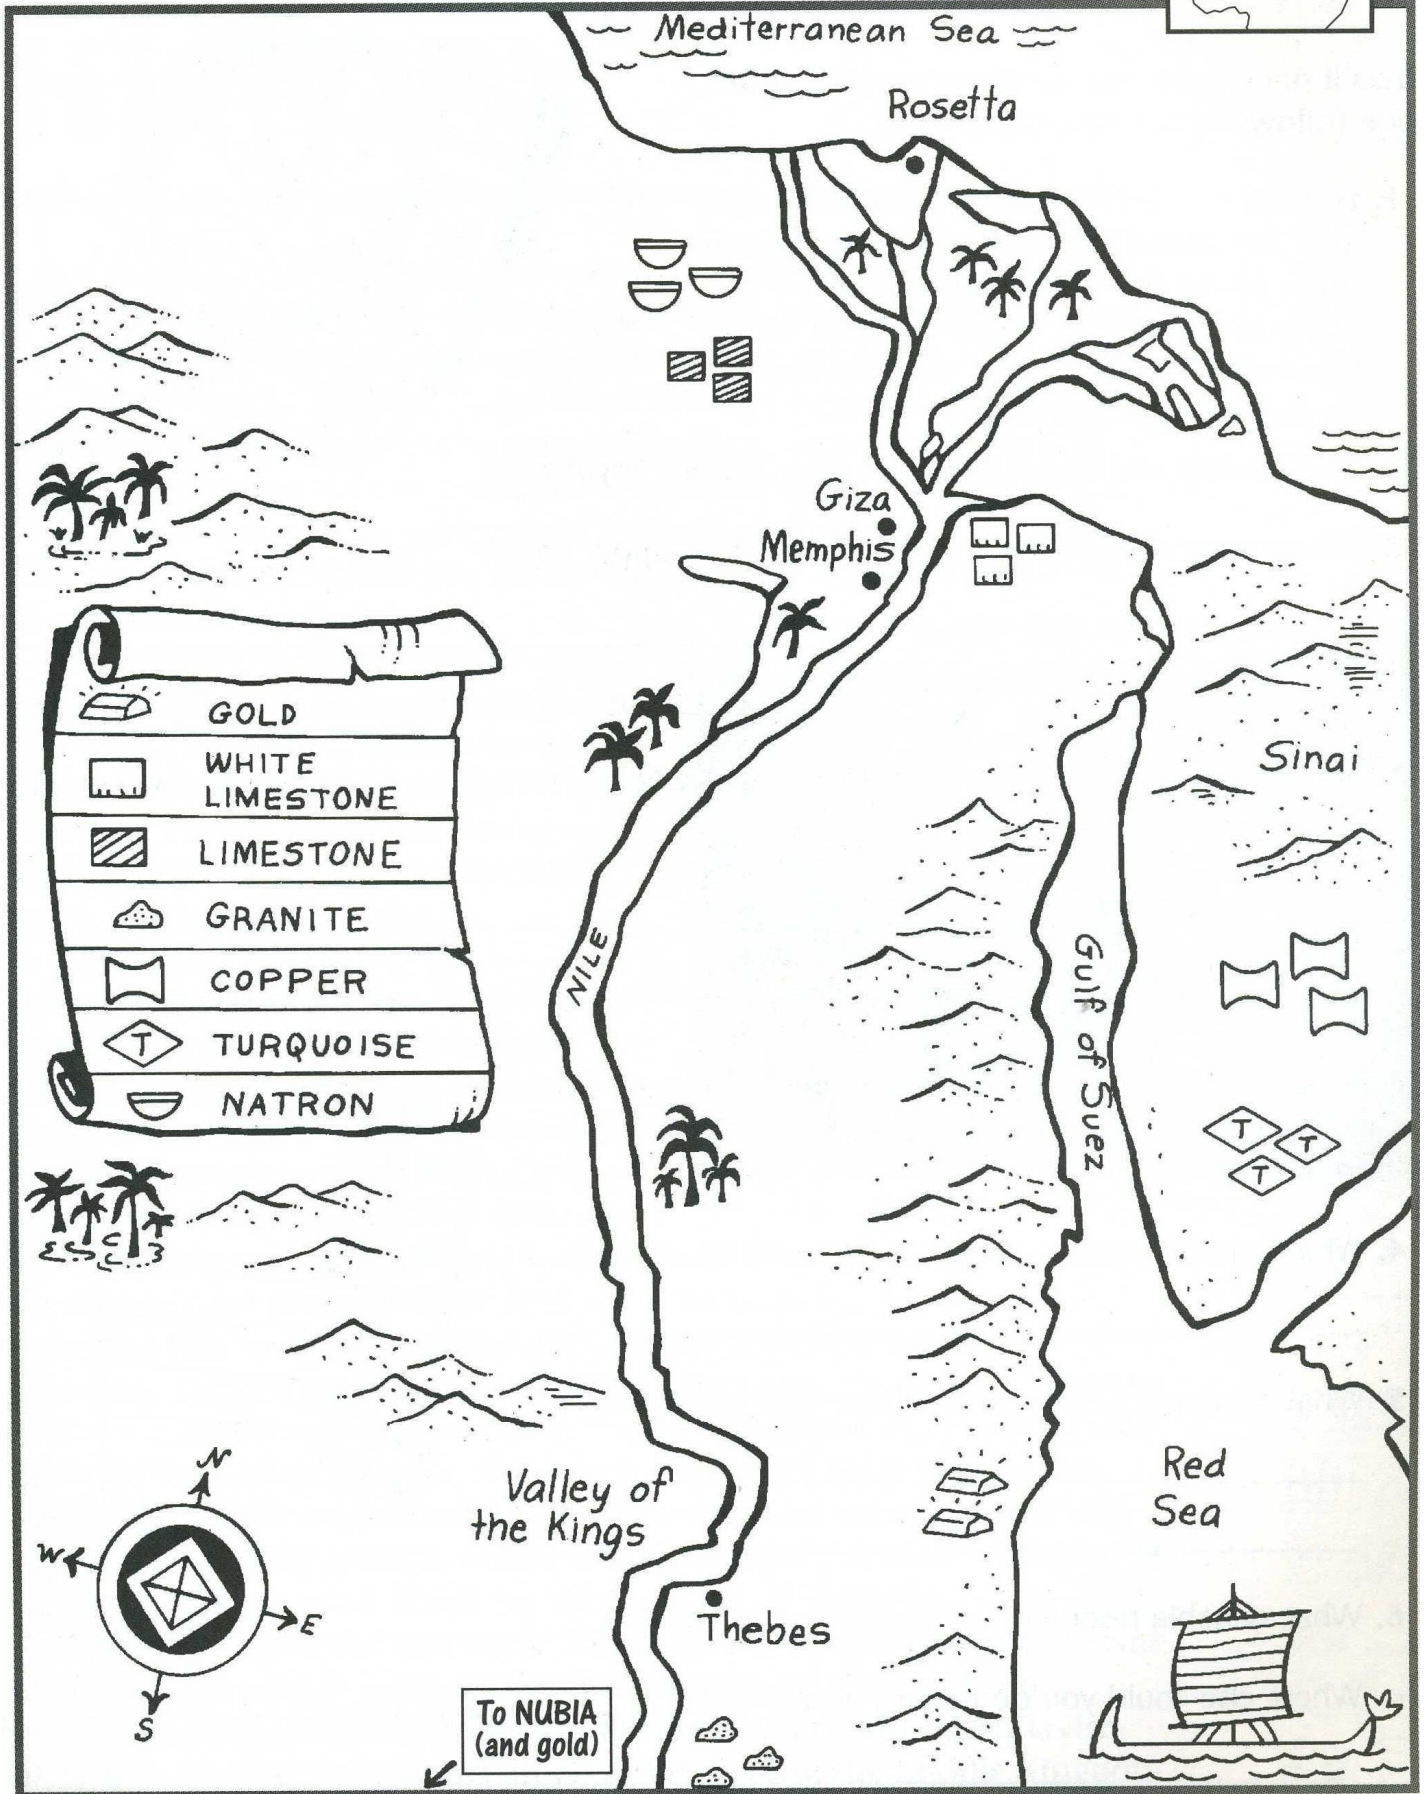 Mediterranean Sea
Rosetta
Giza
Memphis
GOLD
WHITE
LIMESTONE
LIMESTONE
GRANITE
COPPER
TURQUOISE
NATRON
Sinai
NILE
Gulf of Suez
T
T
T
T
Valley of
the Kings
Red
Sea
N
W
E
S
Thebes
To NUBIA
(and gold)